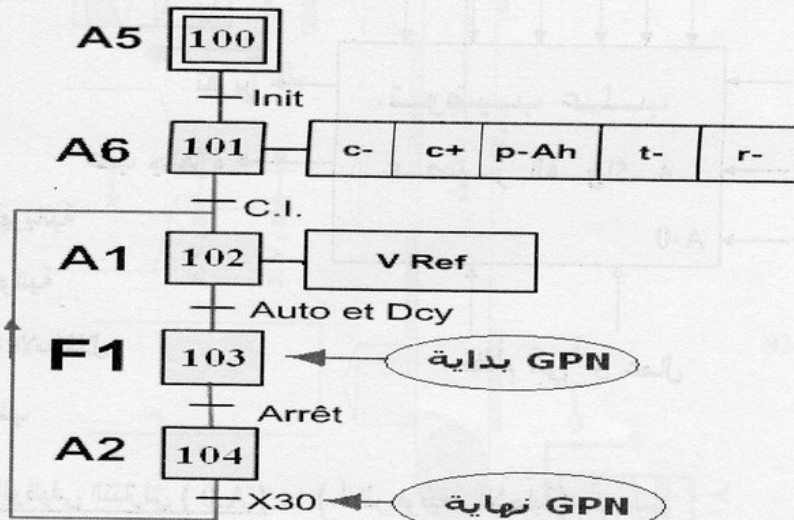 A5 100
Init
A6 101 c- c+ p-Ah t- r-
C.I.
A1 102 V Ref
Auto et Dcy
F1 103 بداية GPN
Arrêt
A2 104
X30 نهاية GPN
A-0